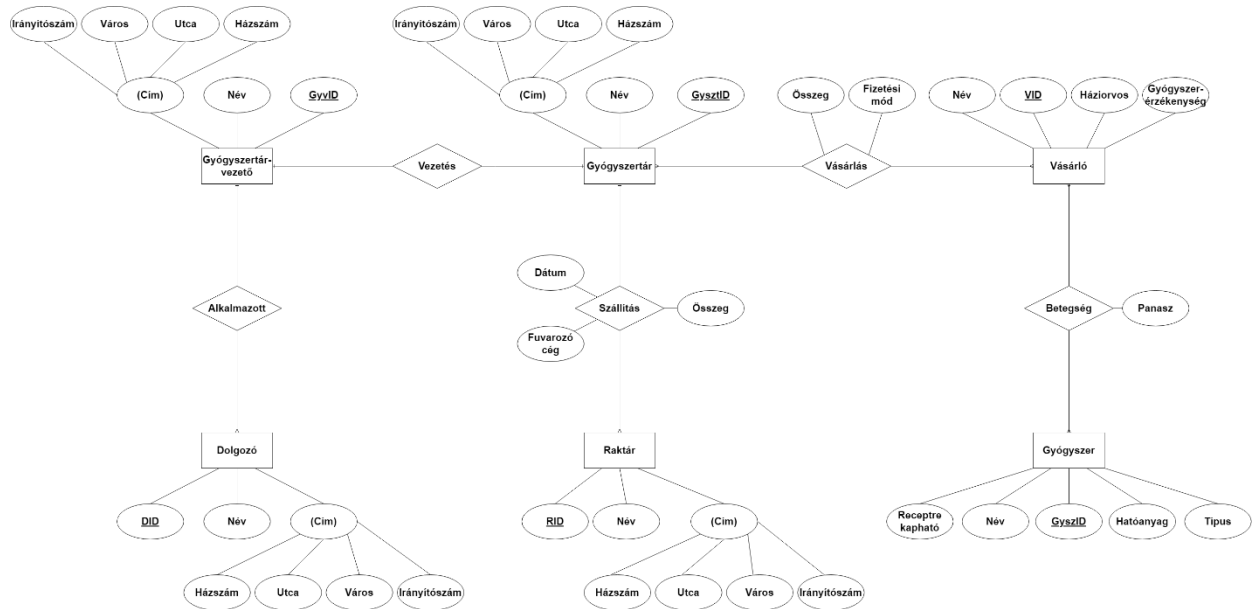 Irányítószám
Város
Utca
Házszám
Irányítószám
Város
Utca
Házszám
(Cím)
Név
GyvID
(Cím)
Név
GysztID
Összeg
Fizetési
mód
Név
VID
Háziorvos
Gyógyszer-
érzékenység
Gyógyszertár-
vezető
Vezetés
Gyógyszertár
Vásárlás
Vásárló
Dátum
Alkalmazott
Szállítás
Összeg
Betegség
Panasz
Fuvarozó
cég
Dolgozó
Raktár
Gyógyszer
DID
Név
(Cím)
RID
Név
(Cím)
Receptre
kapható
Név
GyszID
Hatóanyag
Típus
Házszám
Utca
Város
Irányítószám
Házszám
Utca
Város
Irányítószám